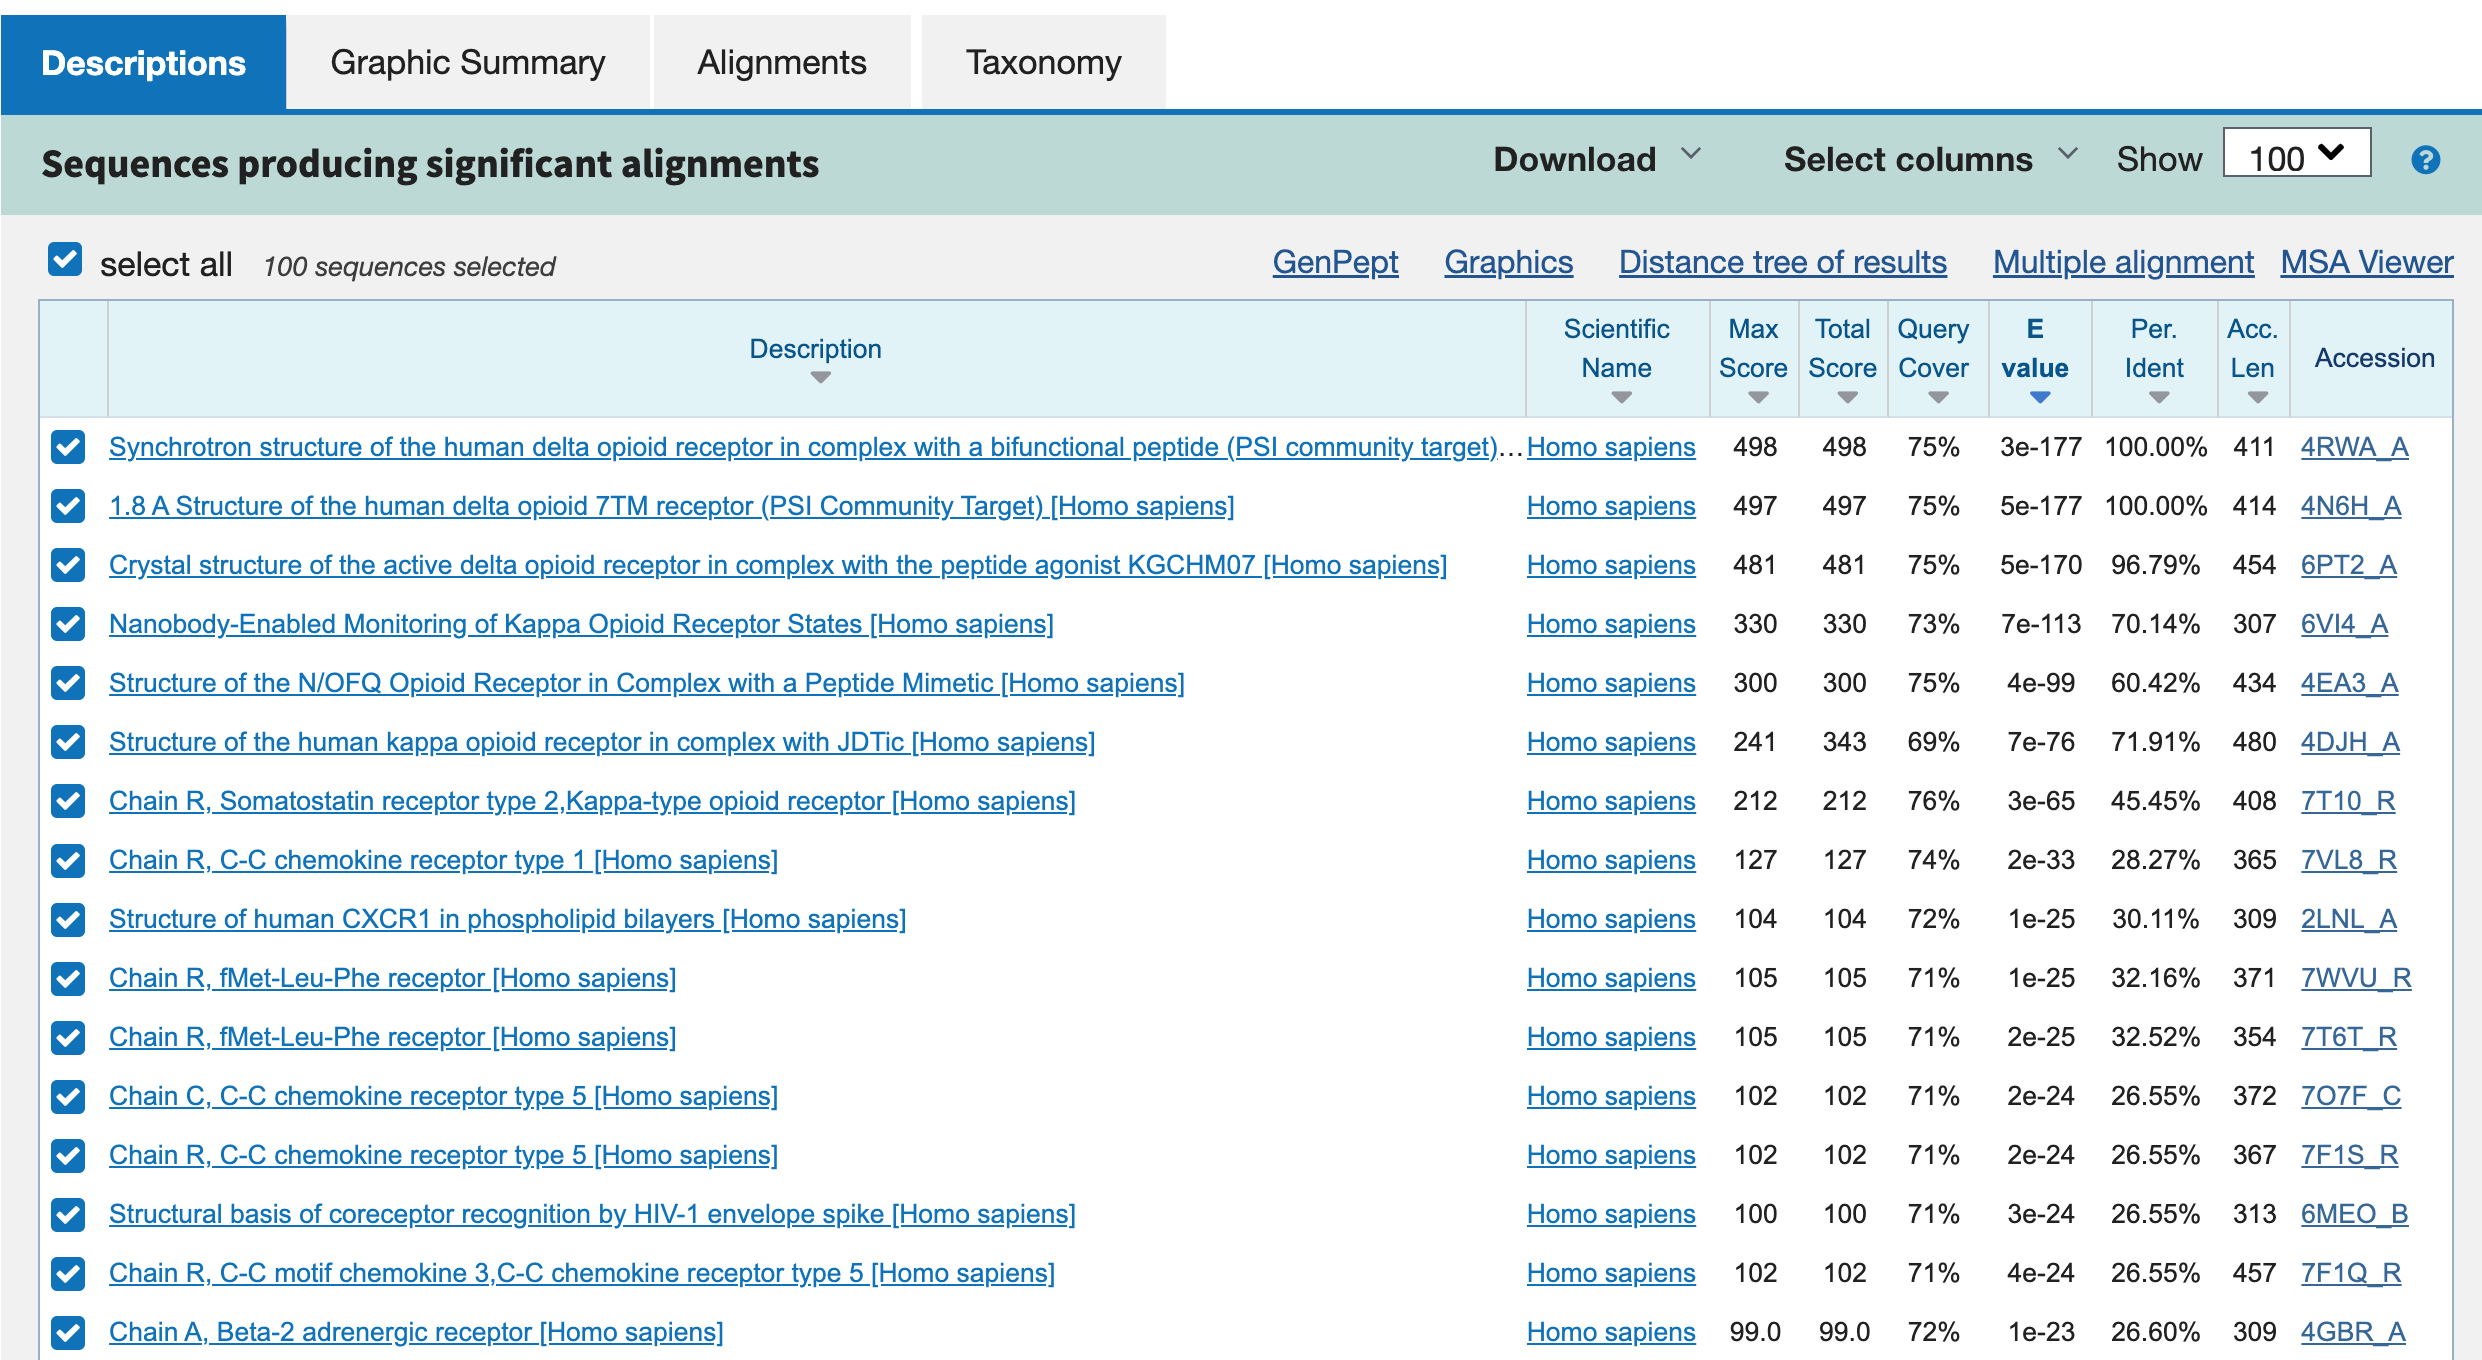 Descriptions Graphic Summary Alignments Taxonomy
Sequences producing significant alignments Download Select columns Show 100 ?
select all 100 sequences selected GenPept Graphics Distance tree of results Multiple alignment MSA Viewer
Description Scientific Name Max Score Total Score Query Cover E value Per. Ident Acc. Len Accession
Synchrotron structure of the human delta opioid receptor in complex with a bifunctional peptide (PSI community target)... Homo sapiens 498 498 75% 3e-177 100.00% 411 4RWA_A
1.8 A Structure of the human delta opioid 7TM receptor (PSI Community Target) [Homo sapiens] Homo sapiens 497 497 75% 5e-177 100.00% 414 4N6H_A
Crystal structure of the active delta opioid receptor in complex with the peptide agonist KGCHM07 [Homo sapiens] Homo sapiens 481 481 75% 5e-170 96.79% 454 6PT2_A
Nanobody-Enabled Monitoring of Kappa Opioid Receptor States [Homo sapiens] Homo sapiens 330 330 73% 7e-113 70.14% 307 6VI4_A
Structure of the N/OFQ Opioid Receptor in Complex with a Peptide Mimetic [Homo sapiens] Homo sapiens 300 300 75% 4e-99 60.42% 434 4EA3_A
Structure of the human kappa opioid receptor in complex with JDTic [Homo sapiens] Homo sapiens 241 343 69% 7e-76 71.91% 480 4DJH_A
Chain R, Somatostatin receptor type 2,Kappa-type opioid receptor [Homo sapiens] Homo sapiens 212 212 76% 3e-65 45.45% 408 7T10_R
Chain R, C-C chemokine receptor type 1 [Homo sapiens] Homo sapiens 127 127 74% 2e-33 28.27% 365 7VL8_R
Structure of human CXCR1 in phospholipid bilayers [Homo sapiens] Homo sapiens 104 104 72% 1e-25 30.11% 309 2LNL_A
Chain R, fMet-Leu-Phe receptor [Homo sapiens] Homo sapiens 105 105 71% 1e-25 32.16% 371 7WVU_R
Chain R, fMet-Leu-Phe receptor [Homo sapiens] Homo sapiens 105 105 71% 2e-25 32.52% 354 7T6T_R
Chain C, C-C chemokine receptor type 5 [Homo sapiens] Homo sapiens 102 102 71% 2e-24 26.55% 372 7O7F_C
Chain R, C-C chemokine receptor type 5 [Homo sapiens] Homo sapiens 102 102 71% 2e-24 26.55% 367 7F1S_R
Structural basis of coreceptor recognition by HIV-1 envelope spike [Homo sapiens] Homo sapiens 100 100 71% 3e-24 26.55% 313 6MEO_B
Chain R, C-C motif chemokine 3,C-C chemokine receptor type 5 [Homo sapiens] Homo sapiens 102 102 71% 4e-24 26.55% 457 7F1Q_R
Chain A, Beta-2 adrenergic receptor [Homo sapiens] Homo sapiens 99.0 99.0 72% 1e-23 26.60% 309 4GBR_A